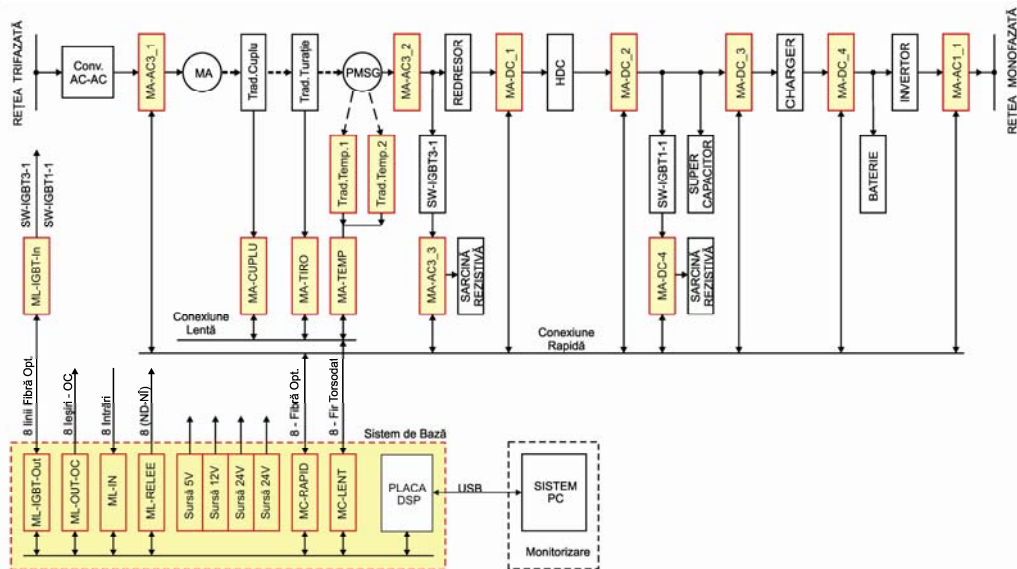 REȚEA TRIFAZATĂ
Conv.
AC-AC
MA-AC3_1
MA
Trad.Cuplu
Trad. Turație
PMSG
MA-AC3_2
REDRESOR
MA-DC_1
HDC
MA-DC_2
MA-DC_3
CHARGER
MA-DC_4
INVERTOR
MA-AC1_1
REȚEA MONOFAZATĂ
Trad.Temp.1
Trad.Temp.2
SW-IGBT3-1
SW-IGBT1-1
SUPER
CAPACITOR
BATERIE
SW-IGBT3-1
SW-IGBT1-1
ML-IGBT-In
MA-CUPLU
MA-TIRO
MA-TEMP
MA-AC3_3
SARCINĂ
REZISTIVĂ
MA-DC-4
SARCINĂ
REZISTIVĂ
Conexiune
Lentă
Conexiune
Rapidă
8 linii Fibră Opt.
8 Ieșiri - OC
8 Intrări
8 (ND-NÎ)
8 - Fibră Opt.
8 - Fir Torsodat
Sistem de Bază
ML-IGBT-Out
ML-OUT-OC
ML-IN
ML-RELEE
Sursă 5V
Sursă 12V
Sursă 24V
Sursă 24V
MC-RAPID
MC-LENT
PLACA
DSP
USB
SISTEM
PC
Monitorizare